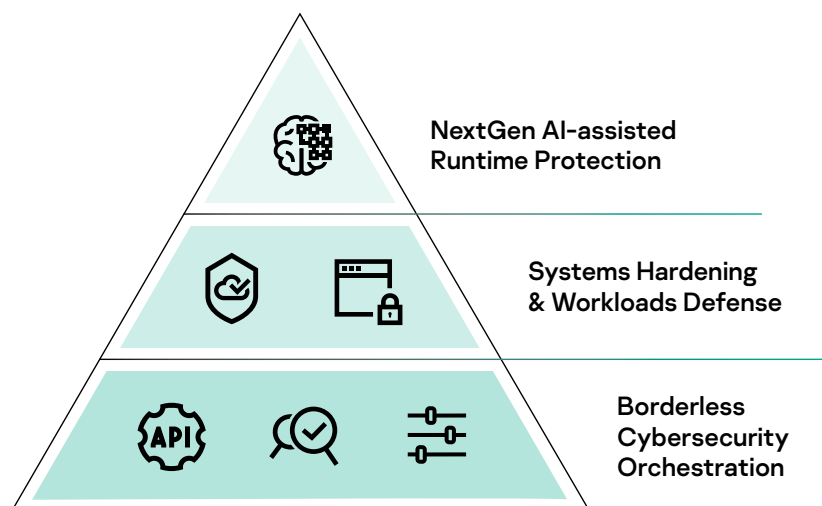 NextGen AI-assisted
Runtime Protection
Systems Hardening
& Workloads Defense
API
Borderless
Cybersecurity
Orchestration